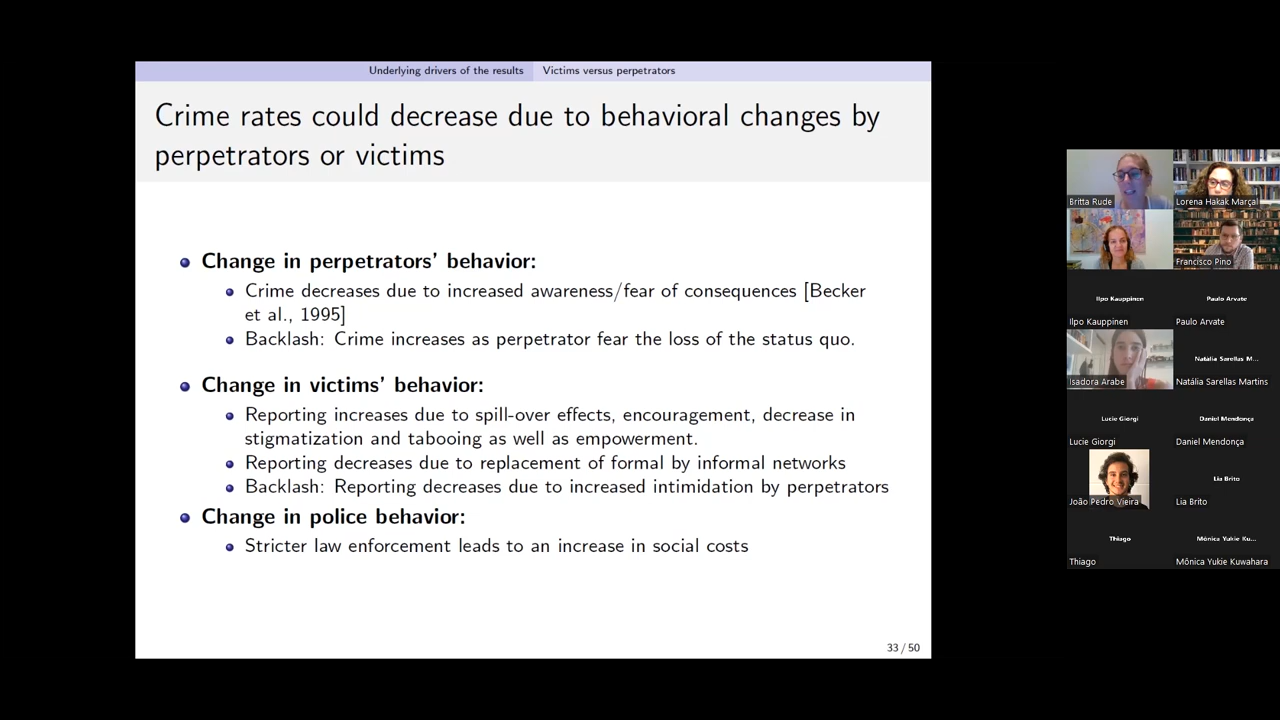 Underlying drivers of the results Victims versus perpetrators
Crime rates could decrease due to behavioral changes by
perpetrators or victims
Change in perpetrators' behavior:
Crime decreases due to increased awareness/fear of consequences [Becker
et al., 1995]
Backlash: Crime increases as perpetrator fear the loss of the status quo.
Change in victims' behavior:
Reporting increases due to spill-over effects, encouragement, decrease in
stigmatization and tabooing as well as empowerment.
Reporting decreases due to replacement of formal by informal networks
Backlash: Reporting decreases due to increased intimidation by perpetrators
Change in police behavior:
Stricter law enforcement leads to an increase in social costs
33 / 50
Britta Rude
Lorena Hakak Marçal
Francisco Pino
Ilpo Kauppinen
Paulo Arvate
Ilpo Kauppinen
Paulo Arvate
Natália Sarellas M...
Isadora Arabe
Natália Sarellas Martins
Lucie Giorgi
Daniel Mendonça
Lucie Giorgi
Daniel Mendonça
Lia Brito
João Pedro Vieira
Lia Brito
Thiago
Mônica Yukie Ku...
Thiago
Mônica Yukie Kuwahara